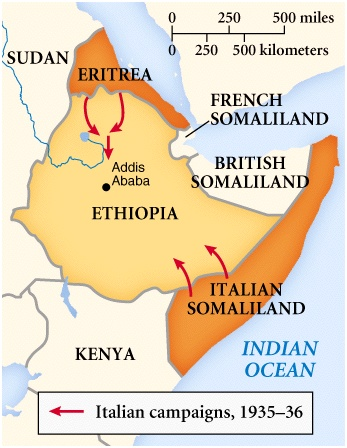 0 500 miles
0 250 500 kilometers
SUDAN
ERITREA
FRENCH
SOMALILAND
Addis
Ababa
BRITISH
SOMALILAND
ETHIOPIA
ITALIAN
SOMALILAND
KENYA
INDIAN
OCEAN
Italian campaigns, 1935–36